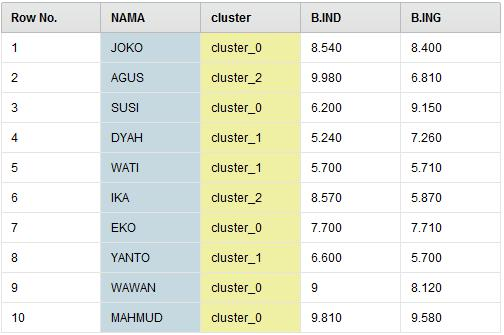 Row No. NAMA cluster B.IND B.ING
1 JOKO cluster_0 8.540 8.400
2 AGUS cluster_2 9.980 6.810
3 SUSI cluster_0 6.200 9.150
4 DYAH cluster_1 5.240 7.260
5 WATI cluster_1 5.700 5.710
6 IKA cluster_2 8.570 5.870
7 EKO cluster_0 7.700 7.710
8 YANTO cluster_1 6.600 5.700
9 WAWAN cluster_0 9 8.120
10 MAHMUD cluster_0 9.810 9.580